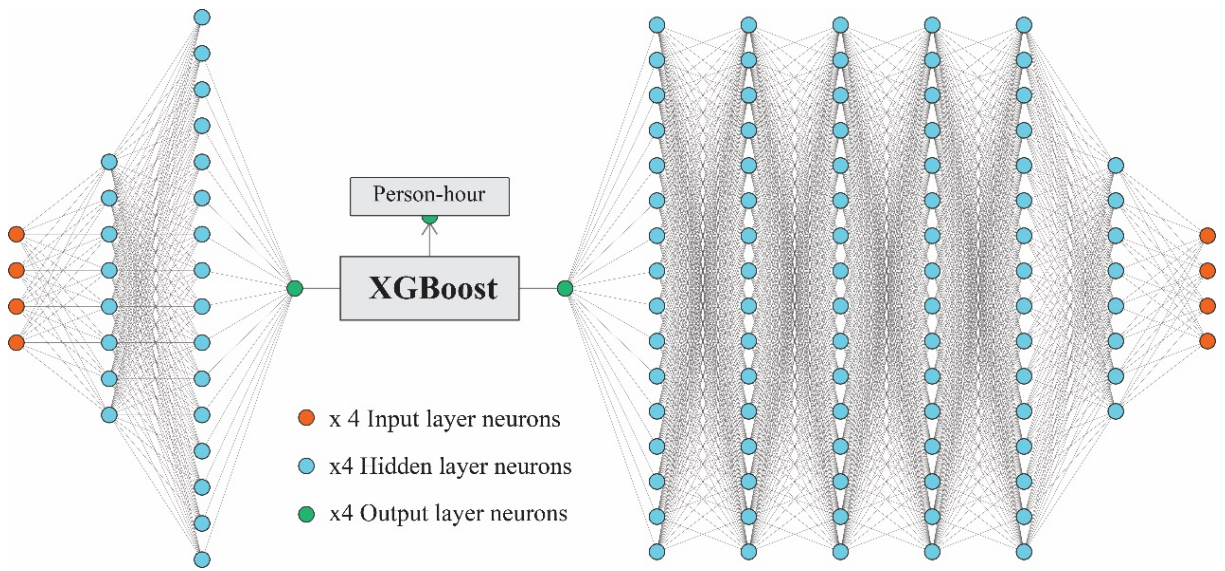 Person-hour
XGBoost
x 4 Input layer neurons
x4 Hidden layer neurons
x4 Output layer neurons